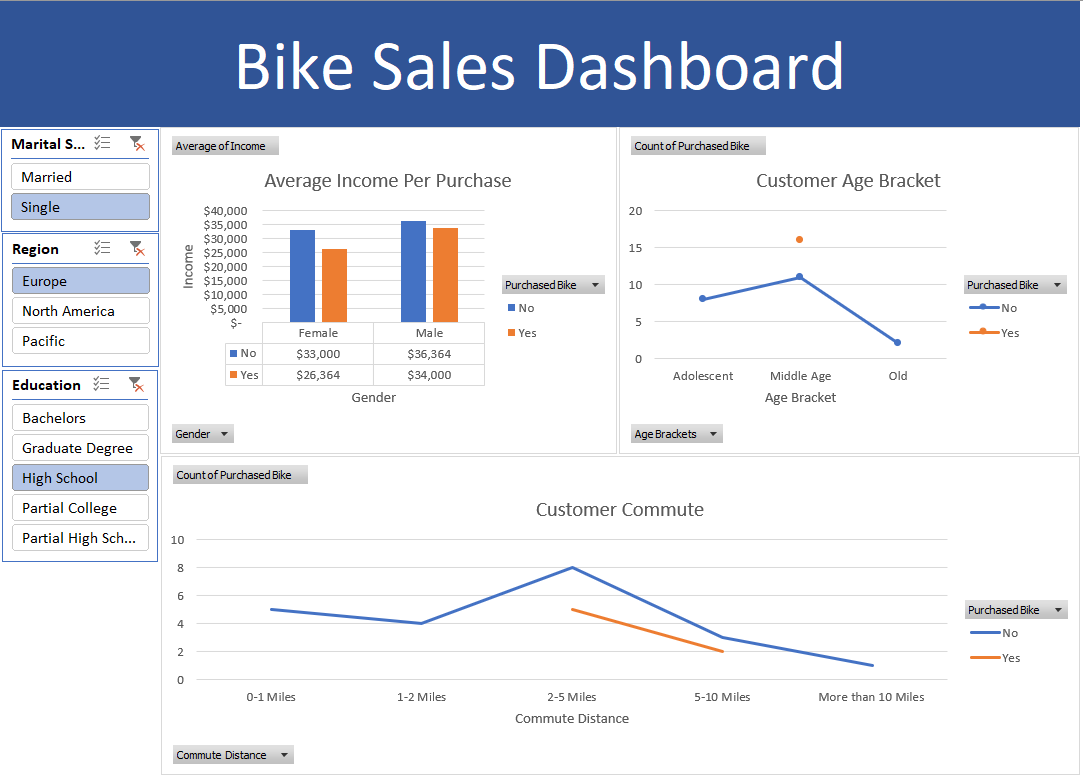 Bike Sales Dashboard
Marital S...
Married
Single
Region
Europe
North America
Pacific
Education
Bachelors
Graduate Degree
High School
Partial College
Partial High Sch...
Average of Income
Average Income Per Purchase
$40,000
$35,000
$30,000
$25,000
$20,000
$15,000
$10,000
$5,000
$-
Income
Female Male
No $33,000 $36,364
Yes $26,364 $34,000
Gender
Purchased Bike
No
Yes
Gender
Count of Purchased Bike
Customer Age Bracket
20
15
10
5
0
Adolescent Middle Age Old
Age Bracket
Purchased Bike
No
Yes
Age Brackets
Count of Purchased Bike
Customer Commute
10
8
6
4
2
0
0-1 Miles 1-2 Miles 2-5 Miles 5-10 Miles More than 10 Miles
Commute Distance
Purchased Bike
No
Yes
Commute Distance